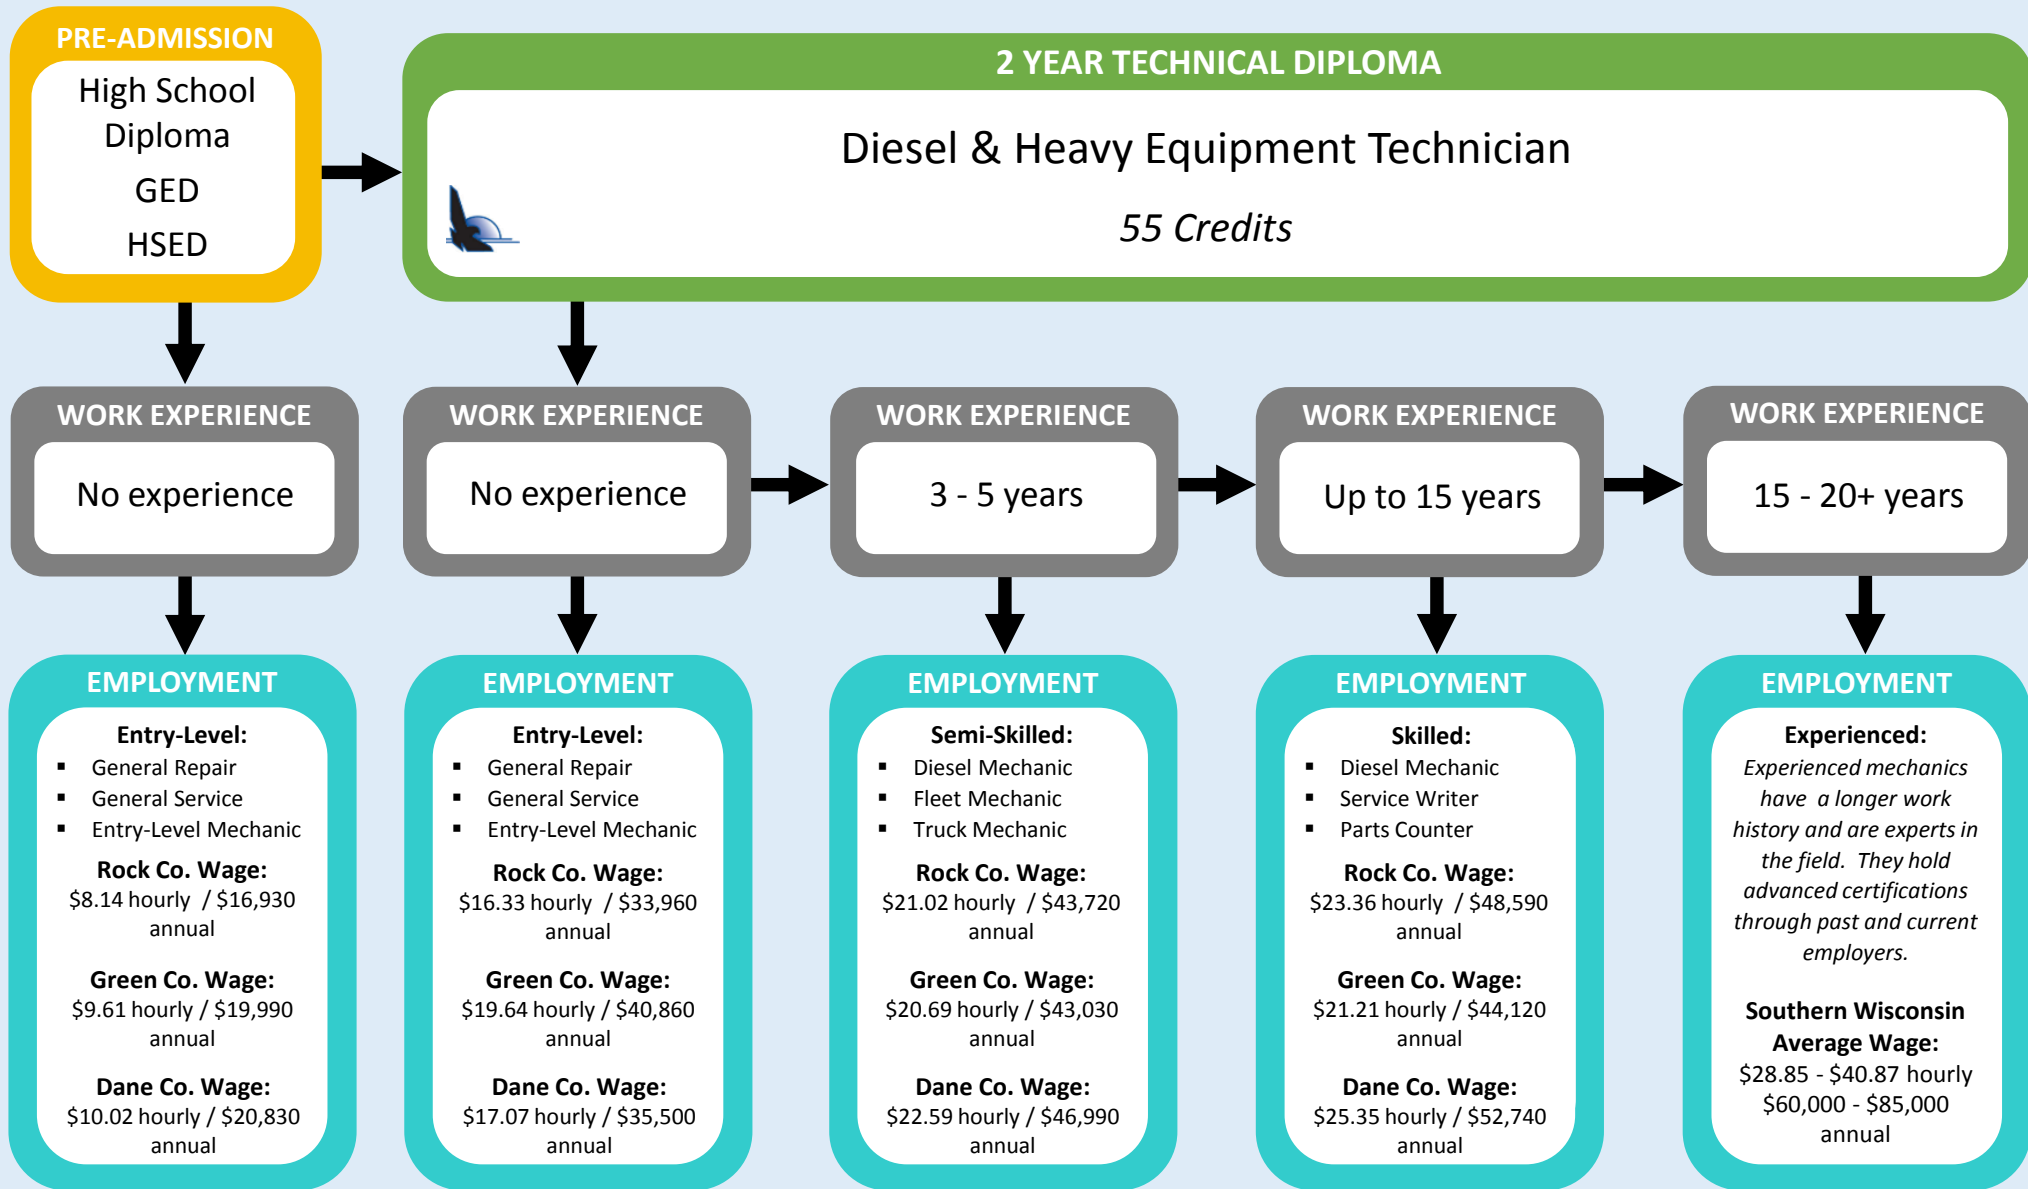 PRE-ADMISSION
High School
Diploma
GED
HSED
2 YEAR TECHNICAL DIPLOMA
Diesel & Heavy Equipment Technician
55 Credits
WORK EXPERIENCE
No experience
WORK EXPERIENCE
No experience
WORK EXPERIENCE
3 - 5 years
WORK EXPERIENCE
Up to 15 years
WORK EXPERIENCE
15 - 20+ years
EMPLOYMENT
Entry-Level:
▪ General Repair
▪ General Service
▪ Entry-Level Mechanic
Rock Co. Wage:
$8.14 hourly / $16,930
annual
Green Co. Wage:
$9.61 hourly / $19,990
annual
Dane Co. Wage:
$10.02 hourly / $20,830
annual
EMPLOYMENT
Entry-Level:
▪ General Repair
▪ General Service
▪ Entry-Level Mechanic
Rock Co. Wage:
$16.33 hourly / $33,960
annual
Green Co. Wage:
$19.64 hourly / $40,860
annual
Dane Co. Wage:
$17.07 hourly / $35,500
annual
EMPLOYMENT
Semi-Skilled:
▪ Diesel Mechanic
▪ Fleet Mechanic
▪ Truck Mechanic
Rock Co. Wage:
$21.02 hourly / $43,720
annual
Green Co. Wage:
$20.69 hourly / $43,030
annual
Dane Co. Wage:
$22.59 hourly / $46,990
annual
EMPLOYMENT
Skilled:
▪ Diesel Mechanic
▪ Service Writer
▪ Parts Counter
Rock Co. Wage:
$23.36 hourly / $48,590
annual
Green Co. Wage:
$21.21 hourly / $44,120
annual
Dane Co. Wage:
$25.35 hourly / $52,740
annual
EMPLOYMENT
Experienced:
Experienced mechanics
have a longer work
history and are experts in
the field. They hold
advanced certifications
through past and current
employers.
Southern Wisconsin
Average Wage:
$28.85 - $40.87 hourly
$60,000 - $85,000
annual